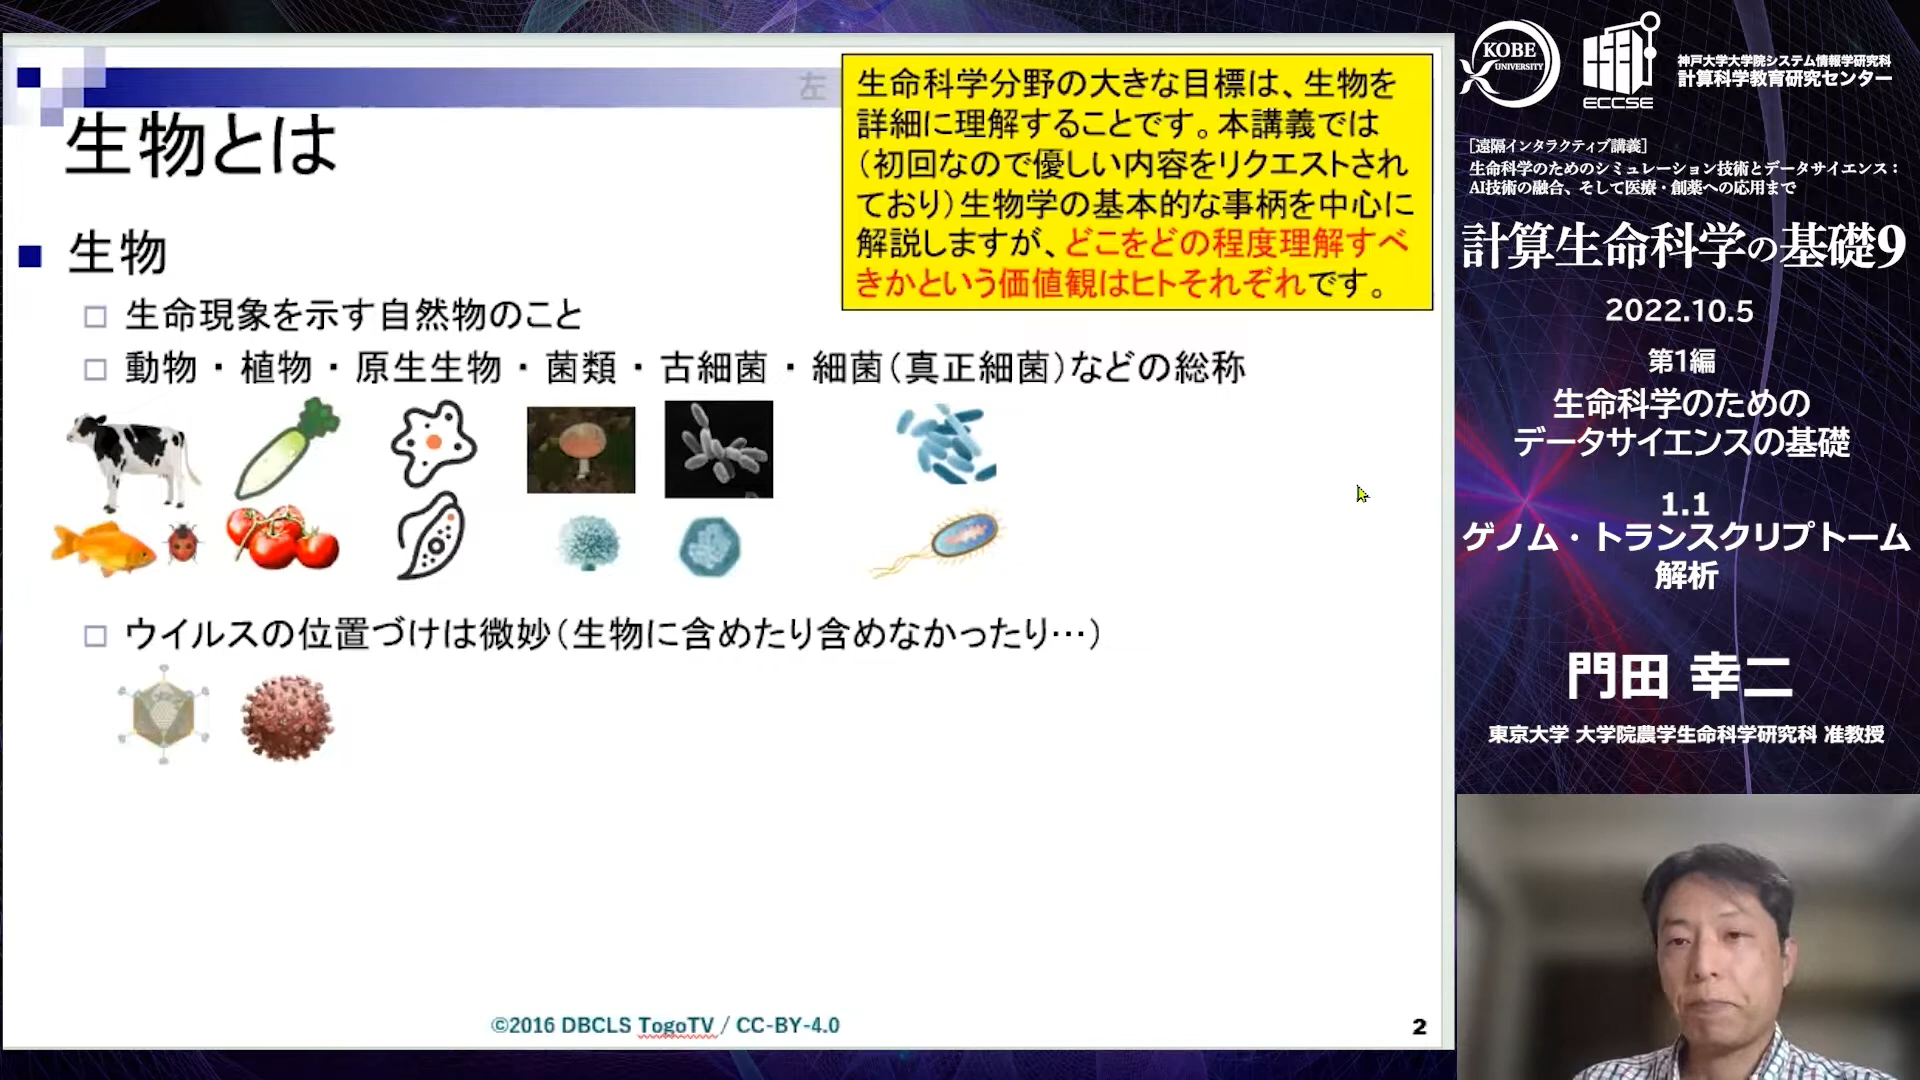 左
生命科学分野の大きな目標は、生物を
詳細に理解することです。本講義では
（初回なので優しい内容をリクエストされ
ており）生物学の基本的な事柄を中心に
解説しますが、どこをどの程度理解すべ
きかという価値観はヒトそれぞれです。
生物とは
生物
生命現象を示す自然物のこと
動物・植物・原生生物・菌類・古細菌・細菌（真正細菌）などの総称
ウイルスの位置づけは微妙（生物に含めたり含めなかったり…）
©2016 DBCLS TogoTV / CC-BY-4.0
2
KOBE
UNIVERSITY
ECCSE
神戸大学大学院システム情報学研究科
計算科学教育研究センター
［遠隔インタラクティブ講義］
生命科学のためのシミュレーション技術とデータサイエンス：
AI技術の融合、そして医療・創薬への応用まで
計算生命科学の基礎9
2022.10.5
第1編
生命科学のための
データサイエンスの基礎
1.1
ゲノム・トランスクリプトーム
解析
門田 幸二
東京大学 大学院農学生命科学研究科 准教授